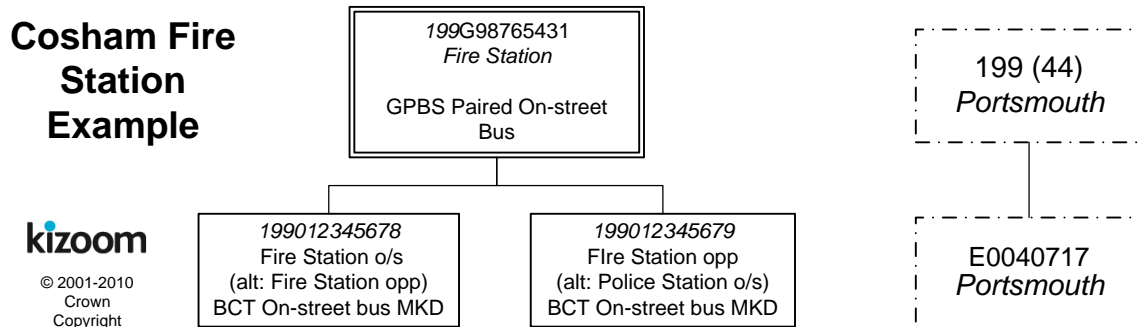 Cosham Fire
Station
Example
199G98765431
Fire Station
GPBS Paired On-street
Bus
199 (44)
Portsmouth
kizoom
© 2001-2010
Crown
Copyright
199012345678
Fire Station o/s
(alt: Fire Station opp)
BCT On-street bus MKD
199012345679
FIre Station opp
(alt: Police Station o/s)
BCT On-street bus MKD
E0040717
Portsmouth